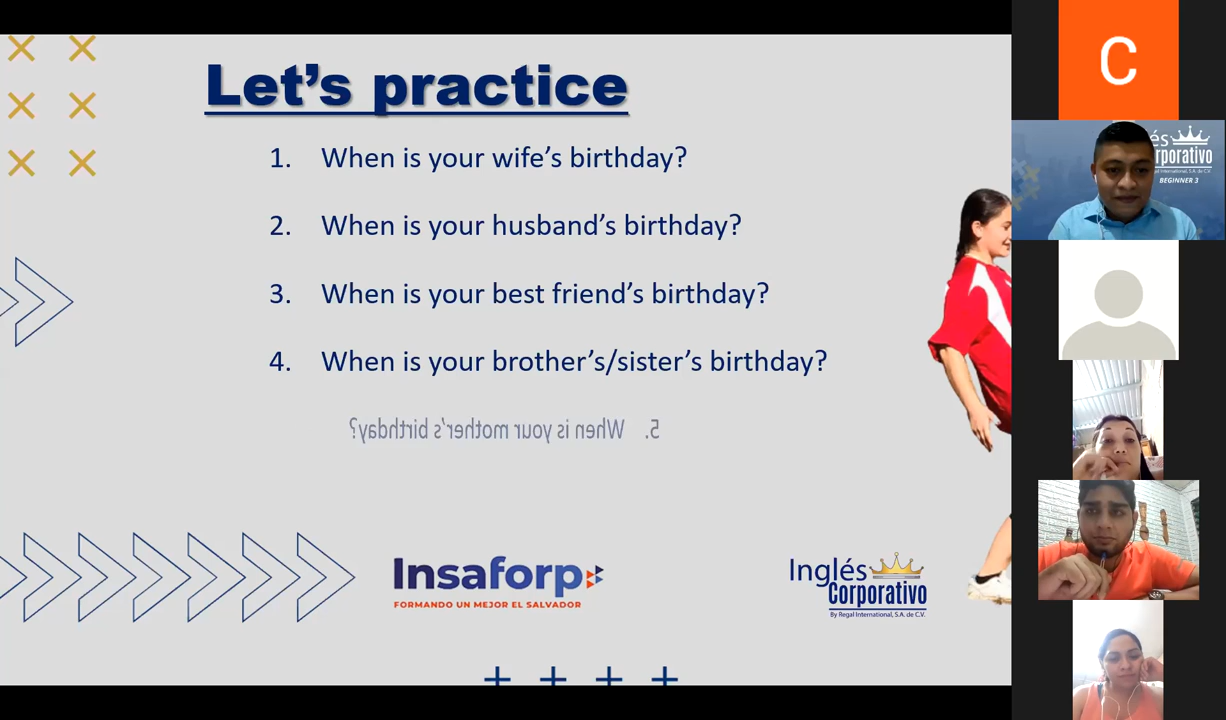 Let's practice
1. When is your wife's birthday?
2. When is your husband's birthday?
3. When is your best friend's birthday?
4. When is your brother's/sister's birthday?
5. When is your mother's birthday?
Insaforp
FORMANDO UN MEJOR EL SALVADOR
Inglés
Corporativo
By Regal International, S.A. de C.V.
C
és
rporativo
BEGINNER 3